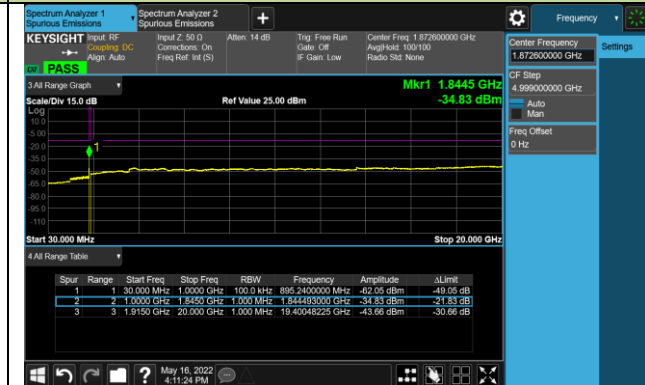 Spectrum Analyzer 1
Spurious Emissions
Spectrum Analyzer 2
Spurious Emissions
Frequency
KEYSIGHT
Input: RF
Coupling: DC
Align: Auto
Input Z: 50 Ω
Corrections: On
Freq Ref: Int (S)
Atten: 14 dB
Trig: Free Run
Gate: Off
IF Gain: Low
Center Freq: 1.872600000 GHz
Avg|Hold: 100/100
Radio Std: None
PASS
Center Frequency
1.872600000 GHz
Settings
CF Step
4.999000000 GHz
Auto
Man
Freq Offset
0 Hz
3 All Range Graph
Mkr1 1.8445 GHz
-34.83 dBm
Scale/Div 15.0 dB
Ref Value 25.00 dBm
Log
10.0
-5.00
-20.0
-35.0
-50.0
-65.0
-80.0
-95.0
-110
1
Start 30.000 MHz
Stop 20.000 GHz
4 All Range Table
Spur Range Start Freq Stop Freq RBW Frequency Amplitude ΔLimit
1 1 30.000 MHz 1.0000 GHz 100.0 kHz 895.2400000 MHz -62.05 dBm -49.05 dB
2 2 1.0000 GHz 1.8450 GHz 1.000 MHz 1.844493000 GHz -34.83 dBm -21.83 dB
3 3 1.9150 GHz 20.000 GHz 1.000 MHz 19.40048225 GHz -43.66 dBm -30.66 dB
May 16, 2022
4:11:24 PM